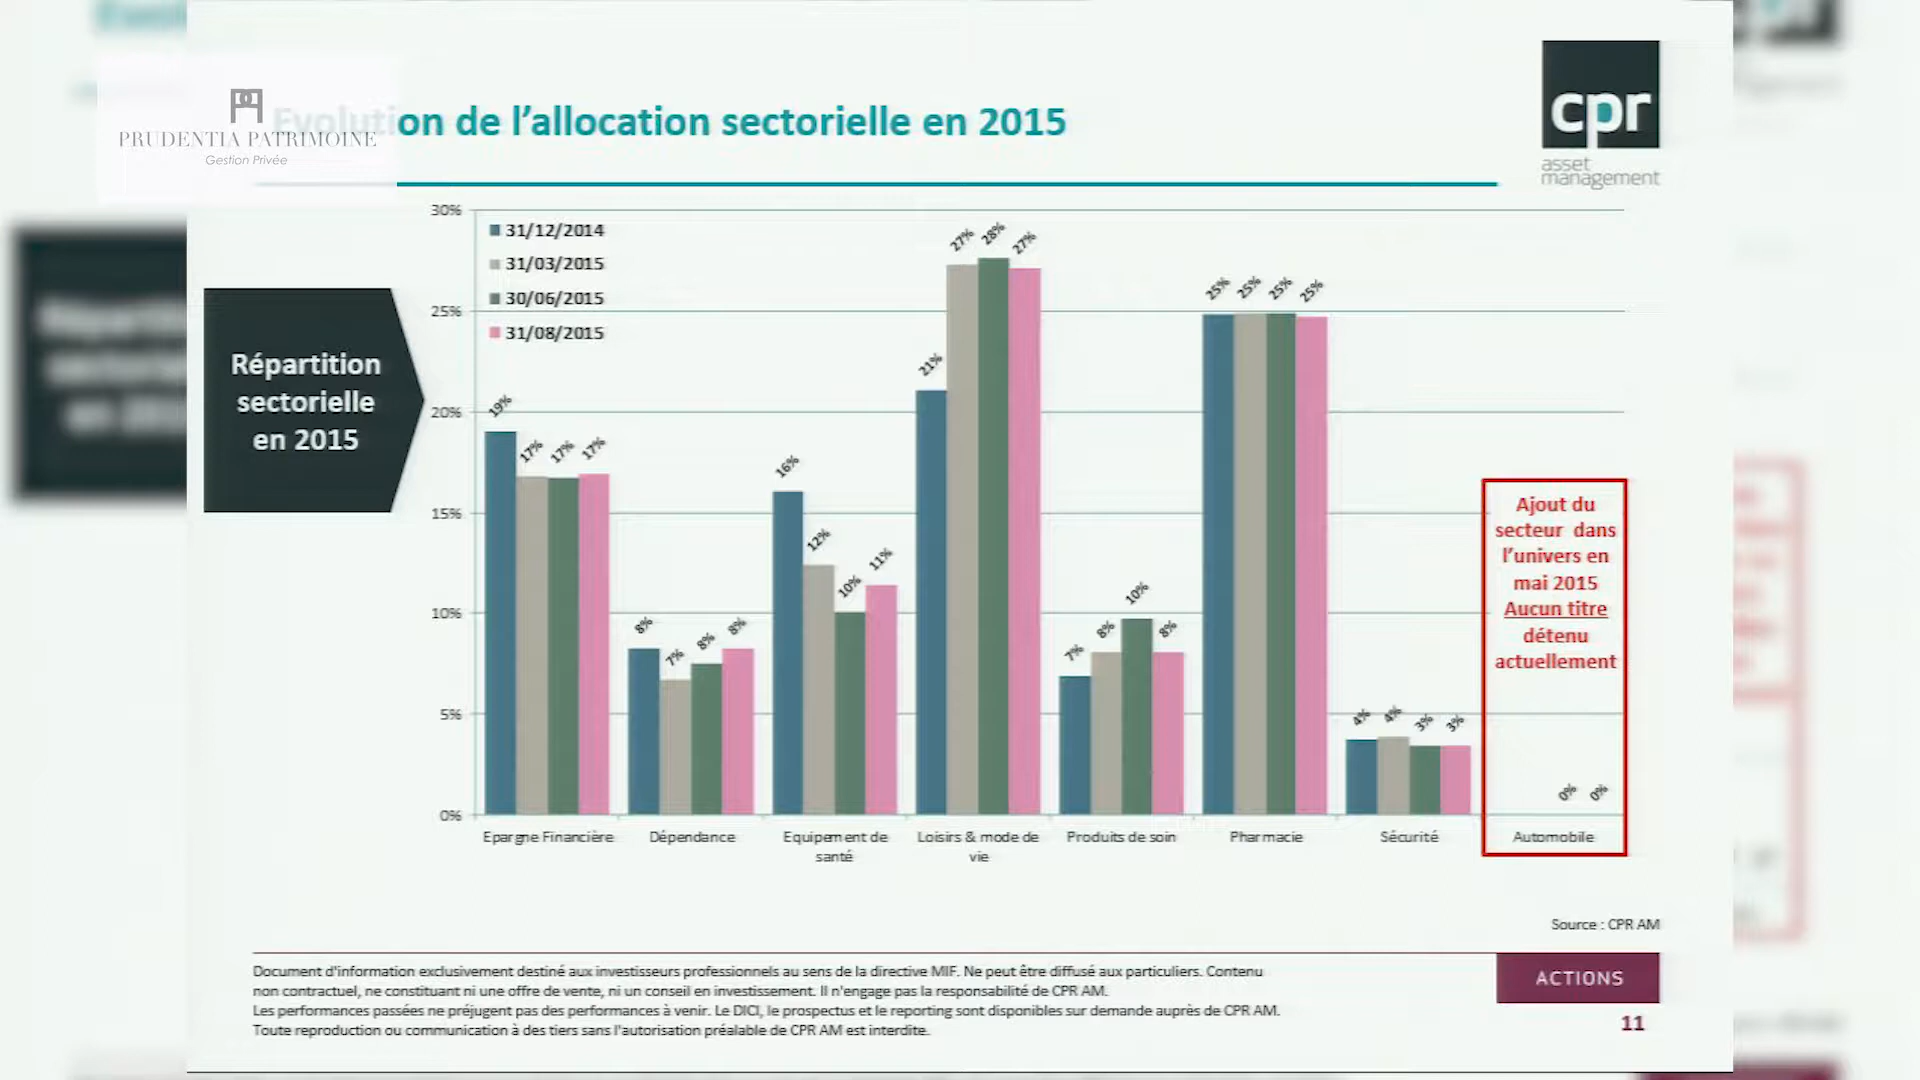 PRUDENTIA PATRIMOINE
Gestion Privée
Evolution de l'allocation sectorielle en 2015
cpr
asset
management
Répartition
sectorielle
en 2015
31/12/2014
31/03/2015
30/06/2015
31/08/2015
30%
25%
20%
15%
10%
5%
0%
19% 17% 17% 17%
8% 7% 8% 8%
16% 12% 10% 11%
21% 27% 28% 27%
7% 8% 10% 8%
25% 25% 25% 25%
4% 4% 3% 3%
0% 0%
Ajout du
secteur dans
l'univers en
mai 2015
Aucun titre
détenu
actuellement
Epargne Financière
Dépendance
Equipement de
santé
Loisirs & mode de
vie
Produits de soin
Pharmacie
Sécurité
Automobile
Source : CPR AM
Document d'information exclusivement destiné aux investisseurs professionnels au sens de la directive MIF. Ne peut être diffusé aux particuliers. Contenu
non contractuel, ne constituant ni une offre de vente, ni un conseil en investissement. Il n'engage pas la responsabilité de CPR AM.
Les performances passées ne préjugent pas des performances à venir. Le DICI, le prospectus et le reporting sont disponibles sur demande auprès de CPR AM.
Toute reproduction ou communication à des tiers sans l'autorisation préalable de CPR AM est interdite.
ACTIONS
11